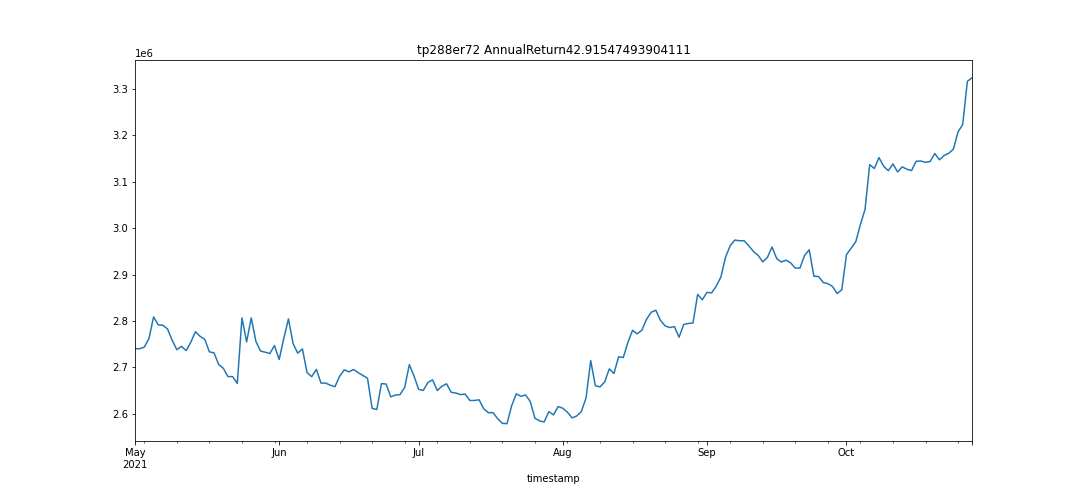 tp288er72 AnnualReturn42.91547493904111
1e6
3.3
3.2
3.1
3.0
2.9
2.8
2.7
2.6
May Jun Jul Aug Sep Oct
2021
timestamp